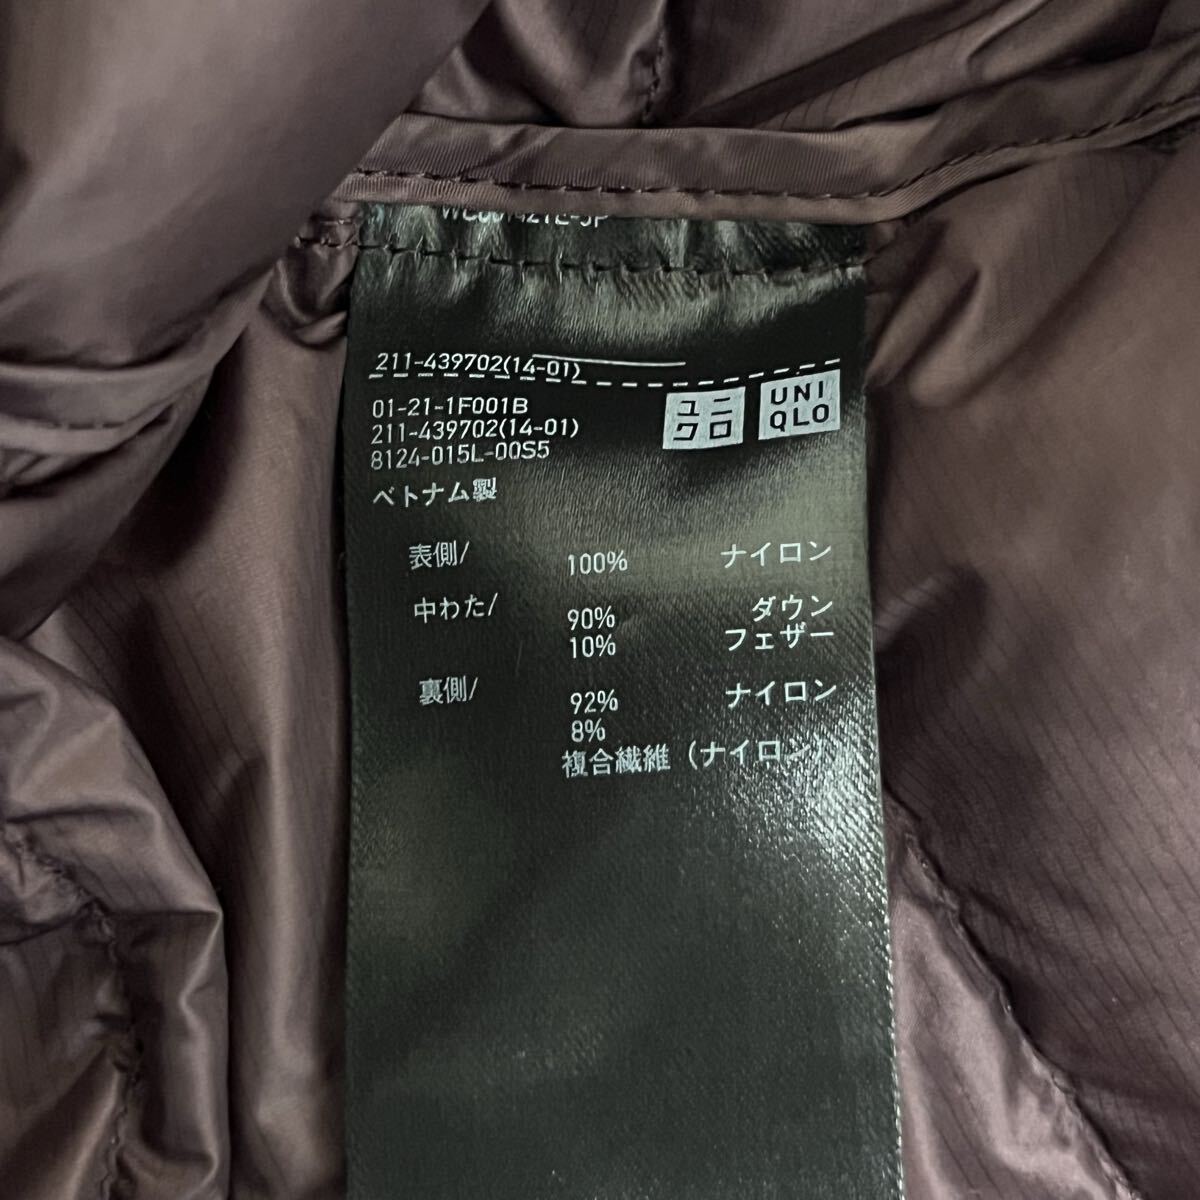 211-439702(14-01)
01-21-1F001B
211-439702(14-01)
8124-015L-00S5
ユニ
クロ
UNI
QLO
ベトナム製
表側/ 100% ナイロン
中わた/ 90% ダウン
10% フェザー
裏側/ 92% ナイロン
8%
複合繊維(ナイロン)